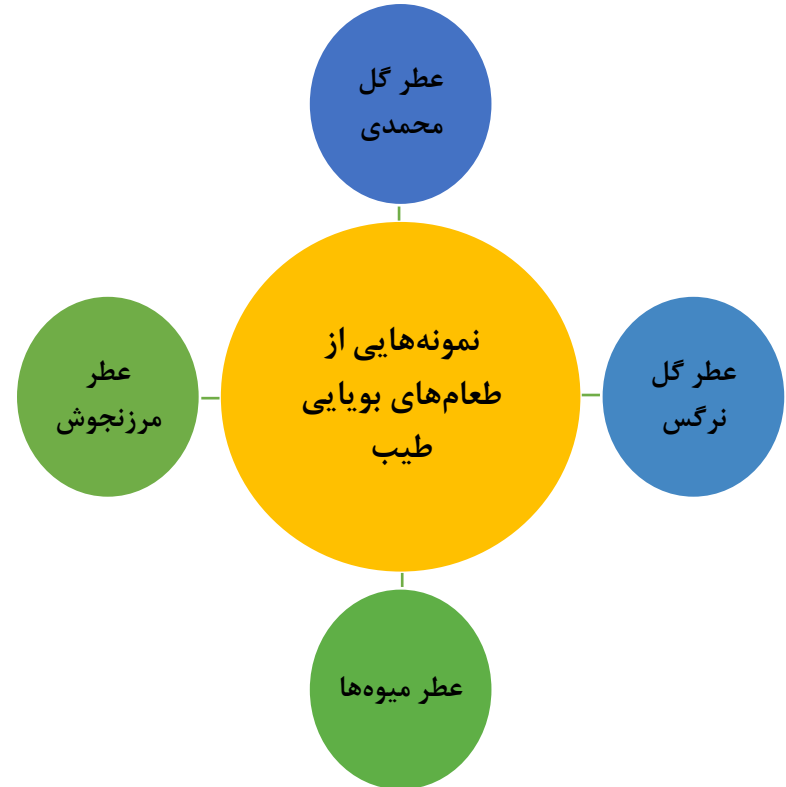 عطر گل
محمدی
نمونه‌هایی از
طعام‌های بویایی
طیب
عطر گل
نرگس
عطر
مرزنجوش
عطر میوه‌ها